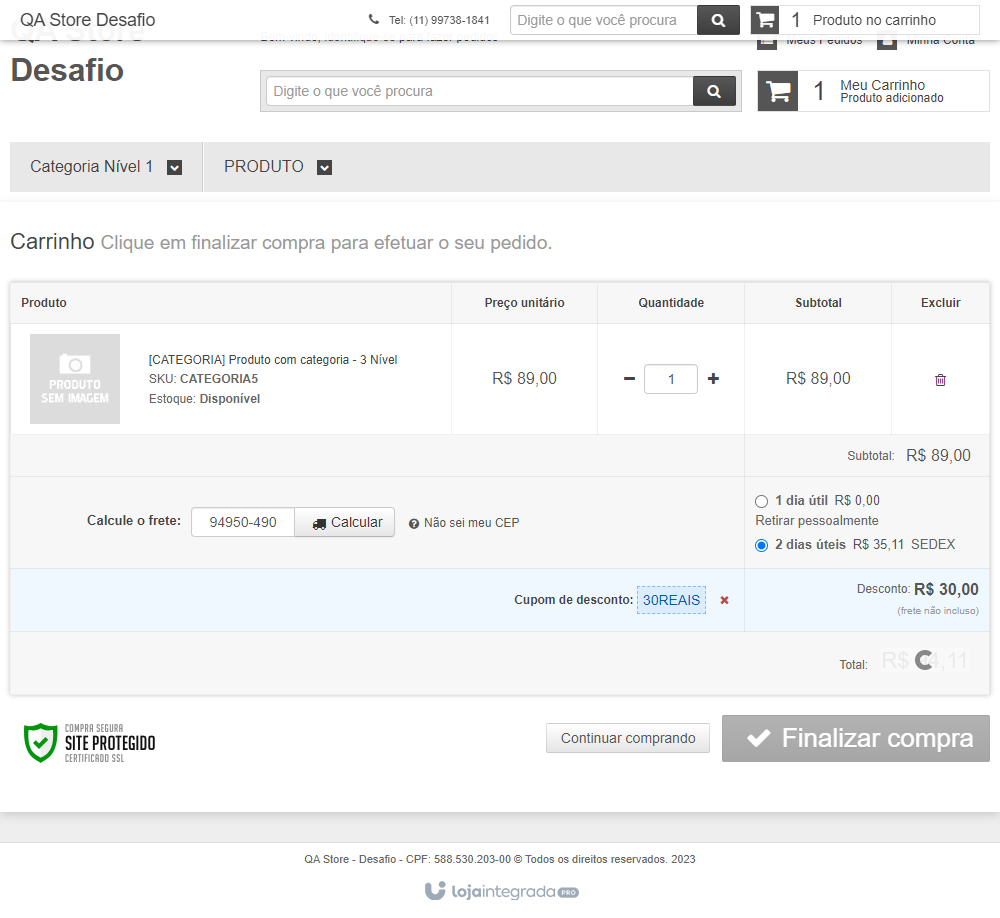 QA Store Desafio
Tel: (11) 99738-1841
Digite o que você procura
1 Produto no carrinho
QA Store
Desafio
Meus Pedidos
Minha Conta
Digite o que você procura
1 Meu Carrinho
Produto adicionado
Categoria Nível 1
PRODUTO
Carrinho Clique em finalizar compra para efetuar o seu pedido.
Produto Preço unitário Quantidade Subtotal Excluir
PRODUTO
SEM IMAGEM
[CATEGORIA] Produto com categoria - 3 Nível
SKU: CATEGORIA5
Estoque: Disponível
R$ 89,00
1
R$ 89,00
Subtotal: R$ 89,00
Calcule o frete: 94950-490 Calcular Não sei meu CEP
1 dia útil R$ 0,00
Retirar pessoalmente
2 dias úteis R$ 35,11 SEDEX
Cupom de desconto: 30REAIS
Desconto: R$ 30,00
(frete não incluso)
Total: R$
COMPRA SEGURA
SITE PROTEGIDO
CERTIFICADO SSL
Continuar comprando
Finalizar compra
QA Store - Desafio - CPF: 588.530.203-00 © Todos os direitos reservados. 2023
lojaintegrada PRO